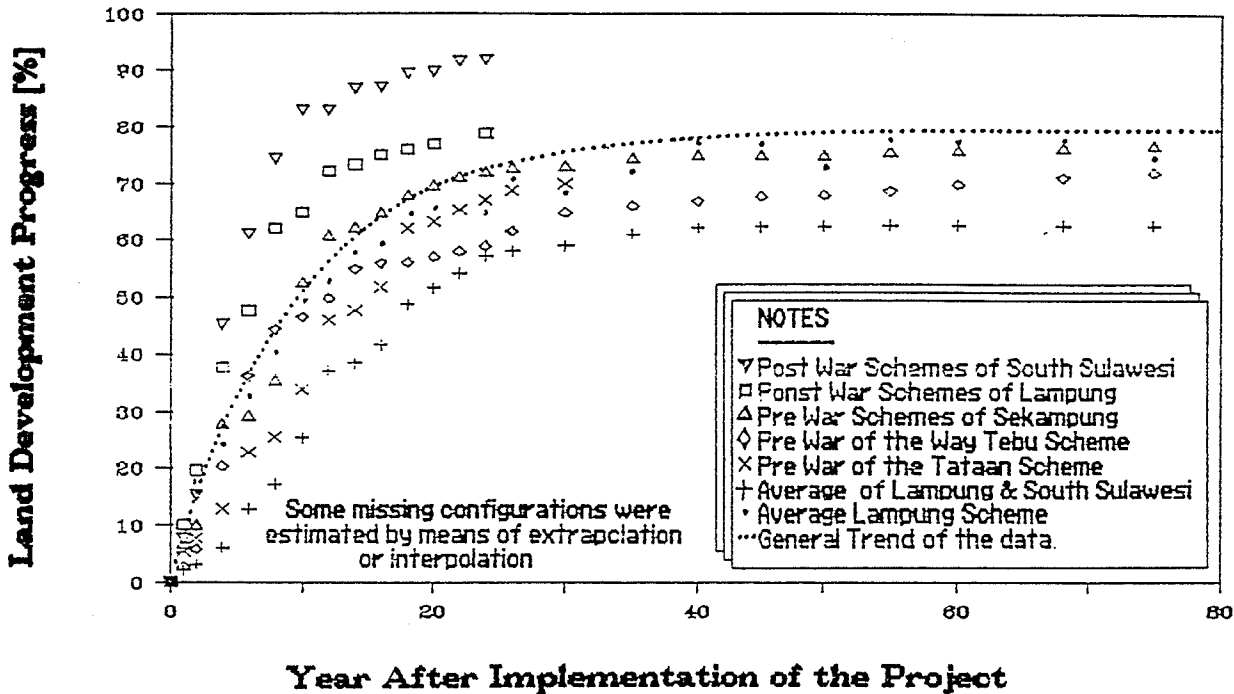 Land Development Progress [%]
100
90
80
70
60
50
40
30
20
10
0
0
20
40
60
80
Year After Implementation of the Project
Some missing configurations were
estimated by means of extrapolation
or interpolation
NOTES
Post War Schemes of South Sulawesi
Ponst War Schemes of Lampung
Pre War Schemes of Sekampung
Pre War of the Way Tebu Scheme
Pre War of the Tataan Scheme
Average of Lampung & South Sulawesi
Average Lampung Scheme
General Trend of the data.